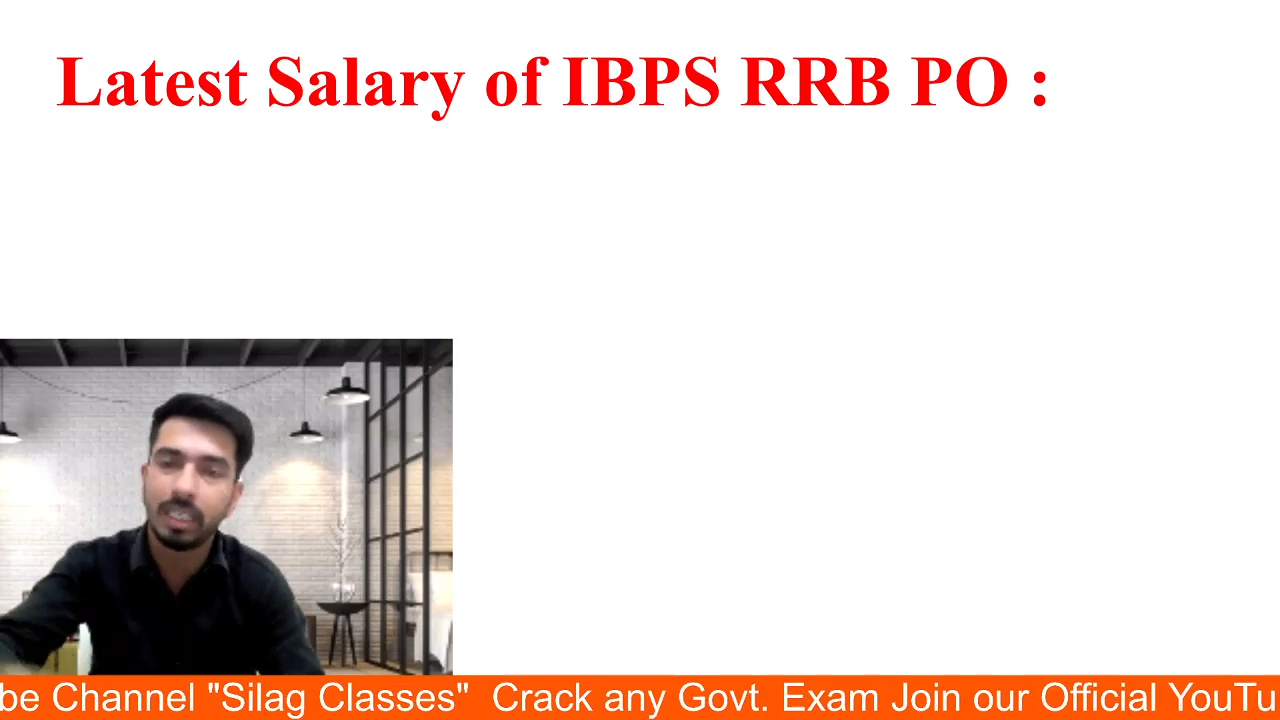 Latest Salary of IBPS RRB PO :
be Channel "Silag Classes" Crack any Govt. Exam Join our Official YouTu